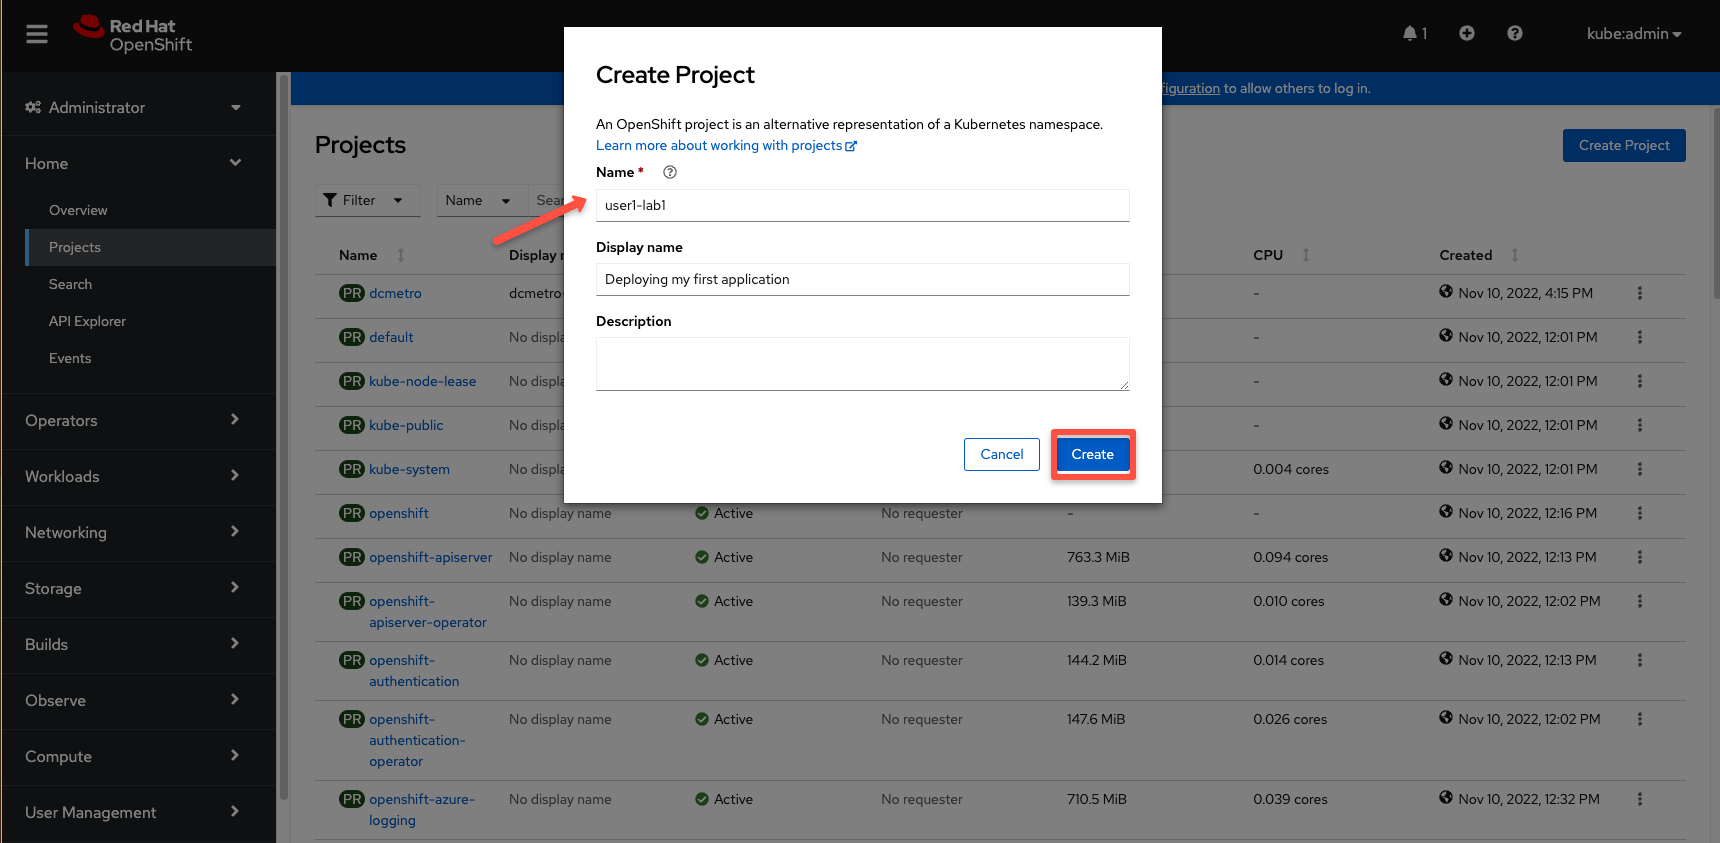 Red Hat
OpenShift
1
kube:admin
Administrator
Home
Overview
Projects
Search
API Explorer
Events
Operators
Workloads
Networking
Storage
Builds
Observe
Compute
User Management
to allow others to log in.
Projects
Create Project
Filter
Name
Name
Display
CPU
Created
PR dcmetro
dcmetro-
-
Nov 10, 2022, 4:15 PM
PR default
No displa
-
Nov 10, 2022, 12:01 PM
PR kube-node-lease
No displa
-
Nov 10, 2022, 12:01 PM
PR kube-public
No displa
-
Nov 10, 2022, 12:01 PM
PR kube-system
No displa
0.004 cores
Nov 10, 2022, 12:01 PM
PR openshift
No display name
Active
No requester
-
-
Nov 10, 2022, 12:16 PM
PR openshift-apiserver
No display name
Active
No requester
763.3 MiB
0.094 cores
Nov 10, 2022, 12:13 PM
PR openshift-
apiserver-operator
No display name
Active
No requester
139.3 MiB
0.010 cores
Nov 10, 2022, 12:02 PM
PR openshift-
authentication
No display name
Active
No requester
144.2 MiB
0.014 cores
Nov 10, 2022, 12:13 PM
PR openshift-
authentication-
operator
No display name
Active
No requester
147.6 MiB
0.026 cores
Nov 10, 2022, 12:02 PM
PR openshift-azure-
logging
No display name
Active
No requester
710.5 MiB
0.039 cores
Nov 10, 2022, 12:32 PM
Create Project
An OpenShift project is an alternative representation of a Kubernetes namespace.
Learn more about working with projects
Name *
user1-lab1
Display name
Deploying my first application
Description
Cancel
Create